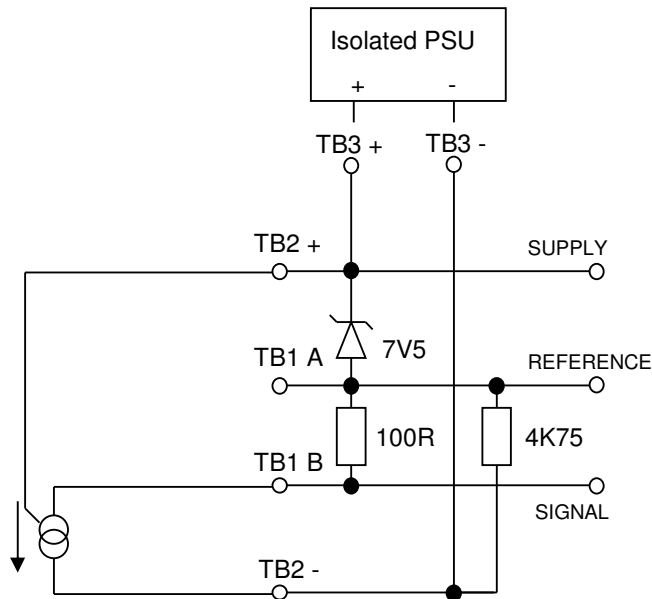 Isolated PSU
+ -
TB3 + TB3 -
TB2 + SUPPLY
7V5
TB1 A REFERENCE
100R 4K75
TB1 B
SIGNAL
TB2 -